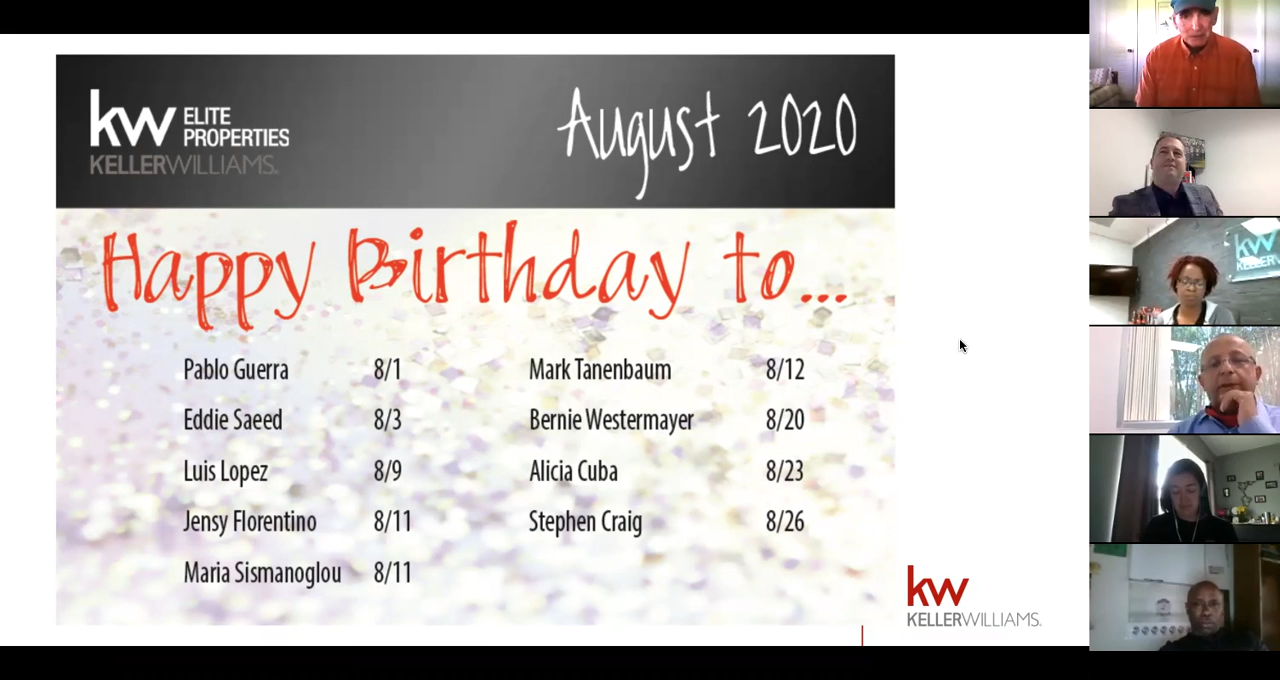 kw ELITE
PROPERTIES
KELLERWILLIAMS.
August 2020
Happy Birthday to...
Pablo Guerra 8/1
Eddie Saeed 8/3
Luis Lopez 8/9
Jensy Florentino 8/11
Maria Sismanoglou 8/11
Mark Tanenbaum 8/12
Bernie Westermayer 8/20
Alicia Cuba 8/23
Stephen Craig 8/26
kw
KELLERWILLIAMS.
kw
KELLERW